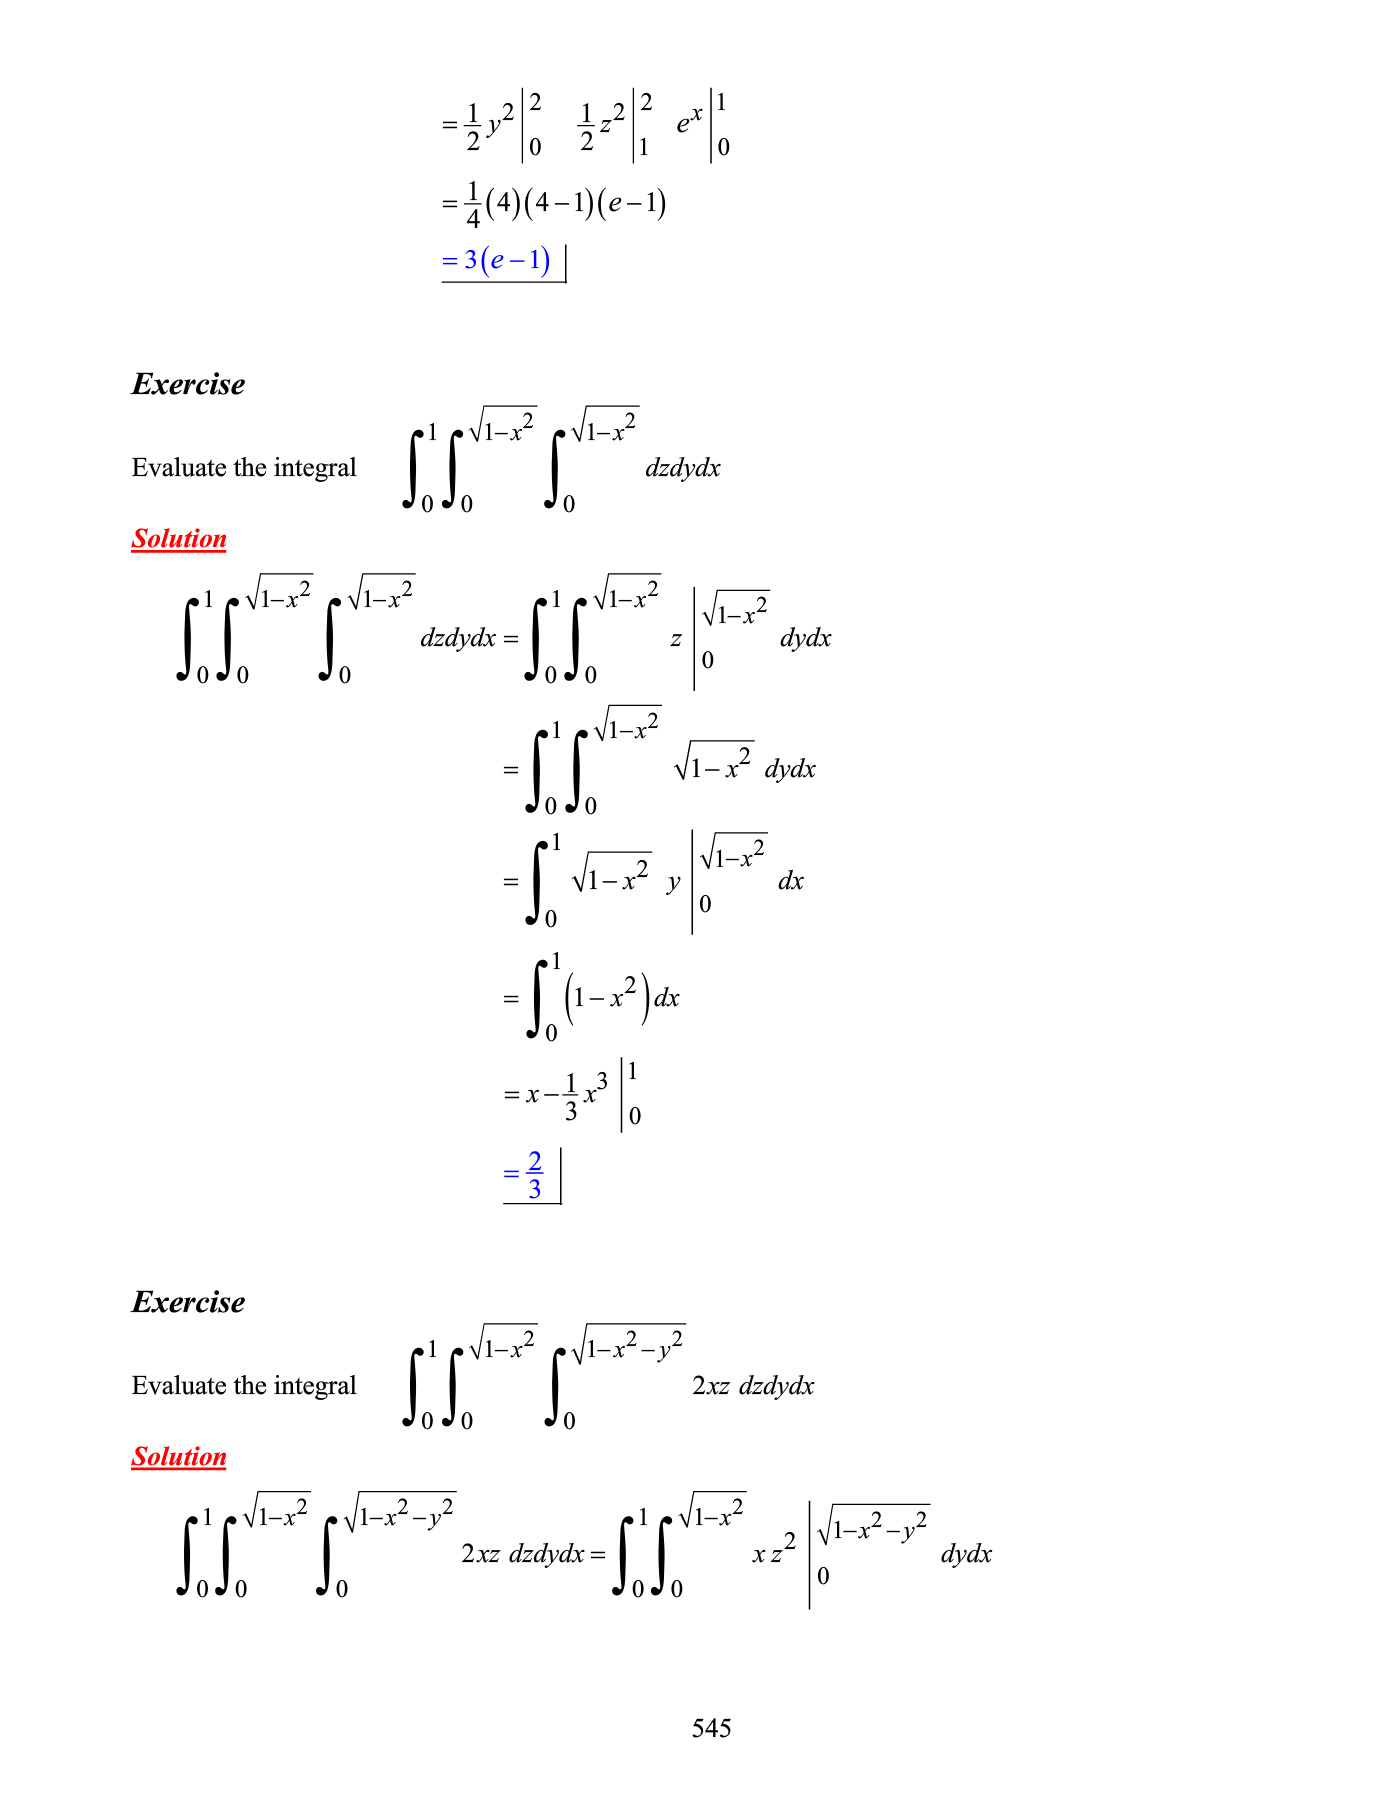 = \frac{1}{2} y^2 \Big|_0^2 \quad \frac{1}{2} z^2 \Big|_1^2 \quad e^x \Big|_0^1
= \frac{1}{4} (4)(4-1)(e-1)
= 3(e-1)
Exercise
Evaluate the integral \int_0^1 \int_0^{\sqrt{1-x^2}} \int_0^{\sqrt{1-x^2}} dzdydx
Solution
\int_0^1 \int_0^{\sqrt{1-x^2}} \int_0^{\sqrt{1-x^2}} dzdydx = \int_0^1 \int_0^{\sqrt{1-x^2}} z \Big|_0^{\sqrt{1-x^2}} dydx
= \int_0^1 \int_0^{\sqrt{1-x^2}} \sqrt{1-x^2} \, dydx
= \int_0^1 \sqrt{1-x^2} \, y \Big|_0^{\sqrt{1-x^2}} dx
= \int_0^1 (1-x^2) dx
= x - \frac{1}{3} x^3 \Big|_0^1
= \frac{2}{3}
Exercise
Evaluate the integral \int_0^1 \int_0^{\sqrt{1-x^2}} \int_0^{\sqrt{1-x^2-y^2}} 2xz \, dzdydx
Solution
\int_0^1 \int_0^{\sqrt{1-x^2}} \int_0^{\sqrt{1-x^2-y^2}} 2xz \, dzdydx = \int_0^1 \int_0^{\sqrt{1-x^2}} x z^2 \Big|_0^{\sqrt{1-x^2-y^2}} dydx
545